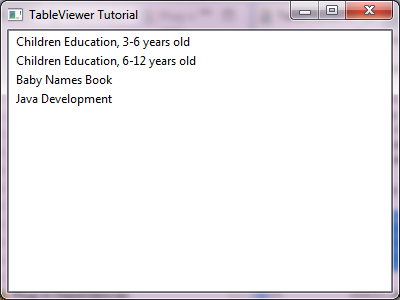 TableViewer Tutorial
Children Education, 3-6 years old
Children Education, 6-12 years old
Baby Names Book
Java Development